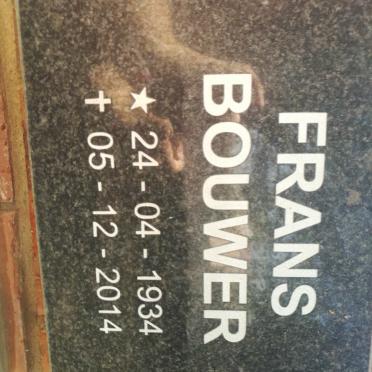 FRANS
BOUWER
★ 24 - 04 - 1934
✝ 05 - 12 - 2014